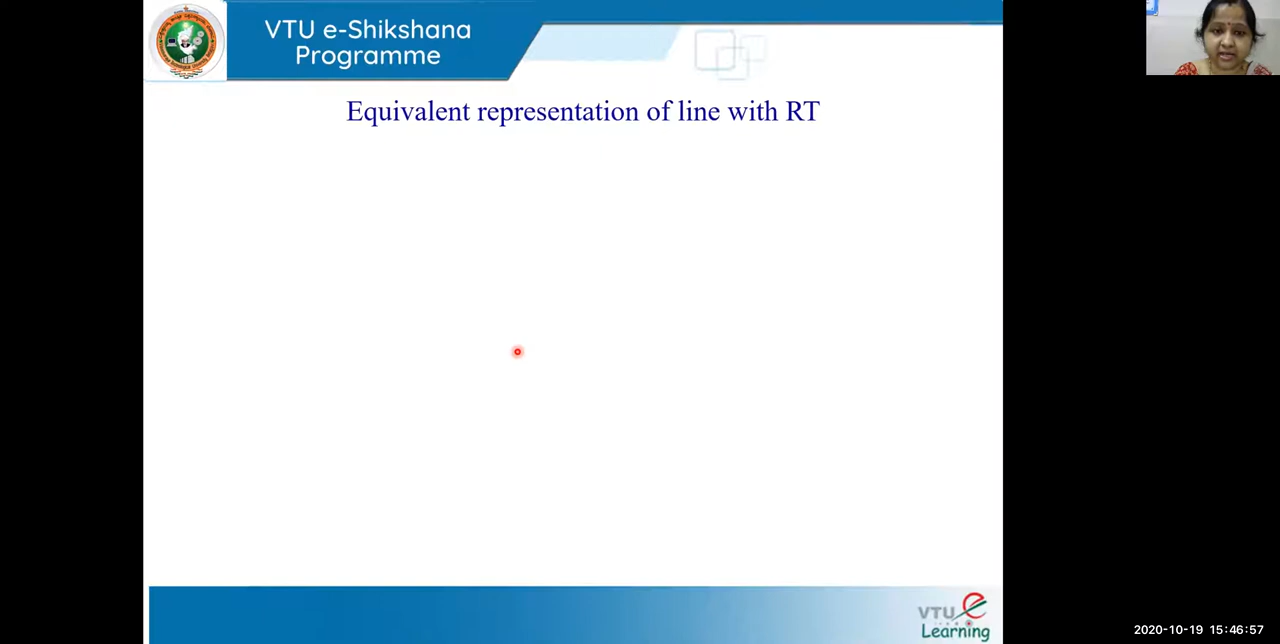 VTU e-Shikshana
Programme
Equivalent representation of line with RT
VTU
Learning
2020-10-19 15:46:57